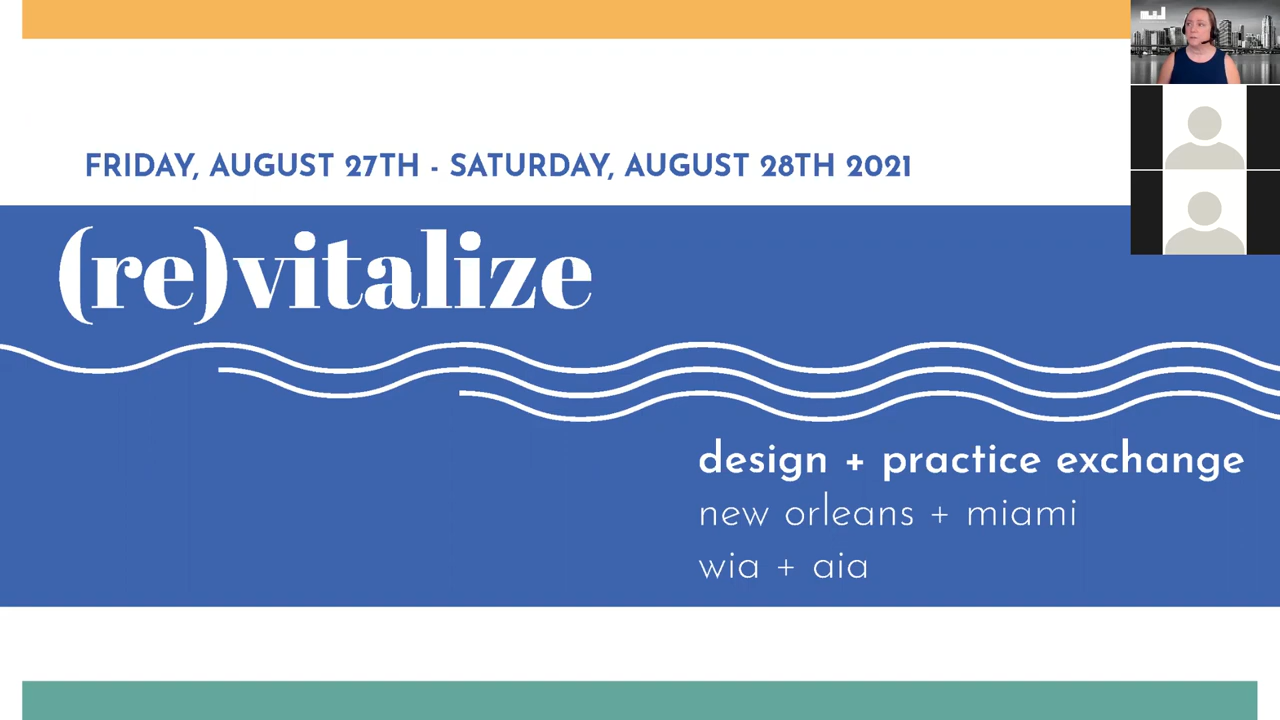 FRIDAY, AUGUST 27TH - SATURDAY, AUGUST 28TH 2021
(re)vitalize
design + practice exchange
new orleans + miami
wia + aia